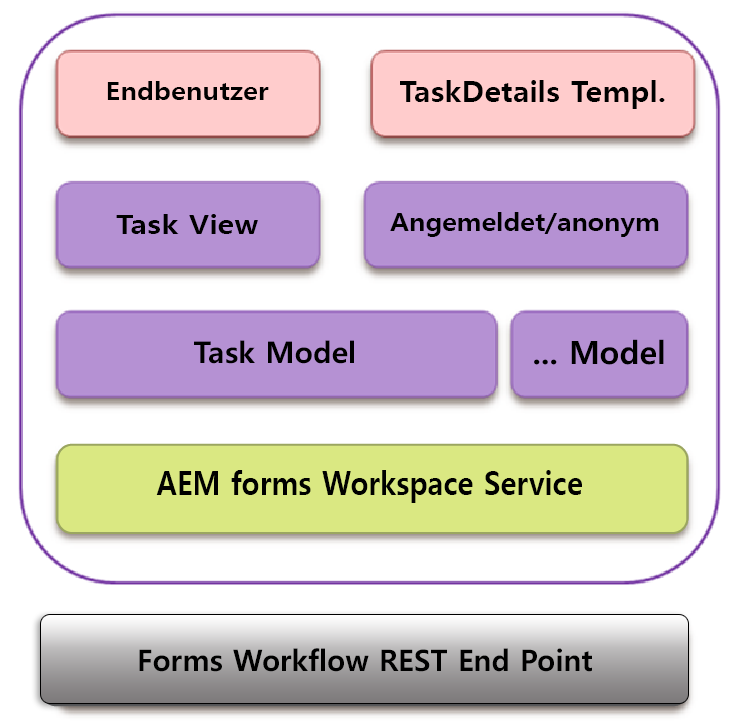 Endbenutzer
TaskDetails Templ.
Task View
Angemeldet/anonym
Task Model
... Model
AEM forms Workspace Service
Forms Workflow REST End Point